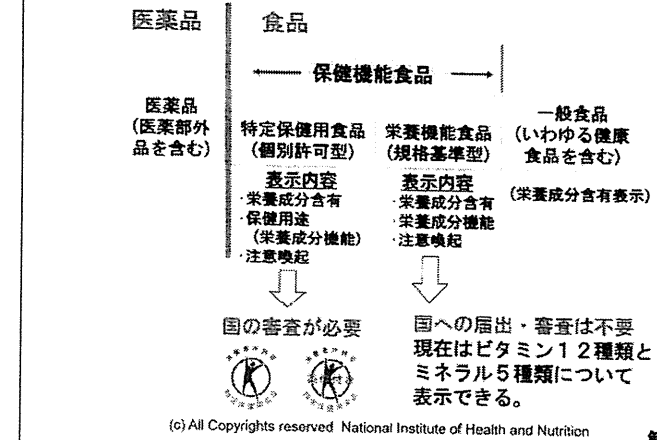 医薬品
食品
保健機能食品
医薬品
(医薬部外
品を含む)
特定保健用食品
(個別許可型)
栄養機能食品
(規格基準型)
一般食品
(いわゆる健康
食品を含む)
表示内容
・栄養成分含有
・保健用途
(栄養成分機能)
・注意喚起
表示内容
・栄養成分含有
・栄養成分機能
・注意喚起
(栄養成分含有表示)
国の審査が必要
国への届出・審査は不要
現在はビタミン12種類と
ミネラル5種類について
表示できる。
(c) All Copyrights reserved National Institute of Health and Nutrition